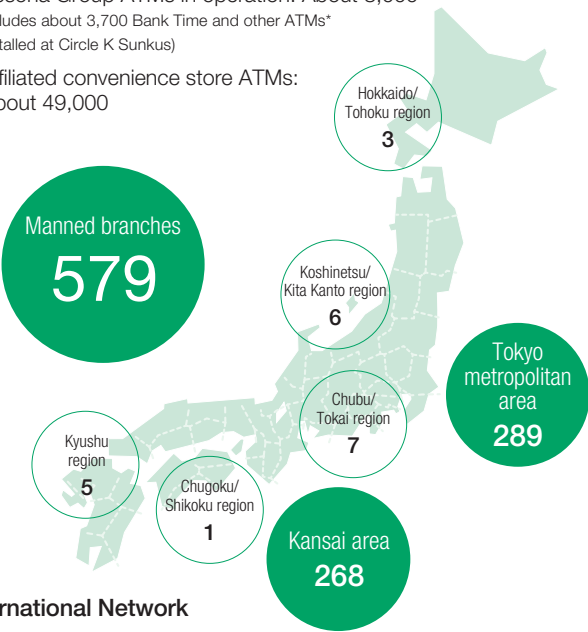 cludes about 3,700 Bank Time and other ATMs*
talled at Circle K Sunkus)
filiated convenience store ATMs:
bout 49,000
Hokkaido/
Tohoku region
3
Manned branches
579
Koshinetsu/
Kita Kanto region
6
Tokyo
metropolitan
area
289
Chubu/
Tokai region
7
Kyushu
region
5
Chugoku/
Shikoku region
1
Kansai area
268
rnational Network